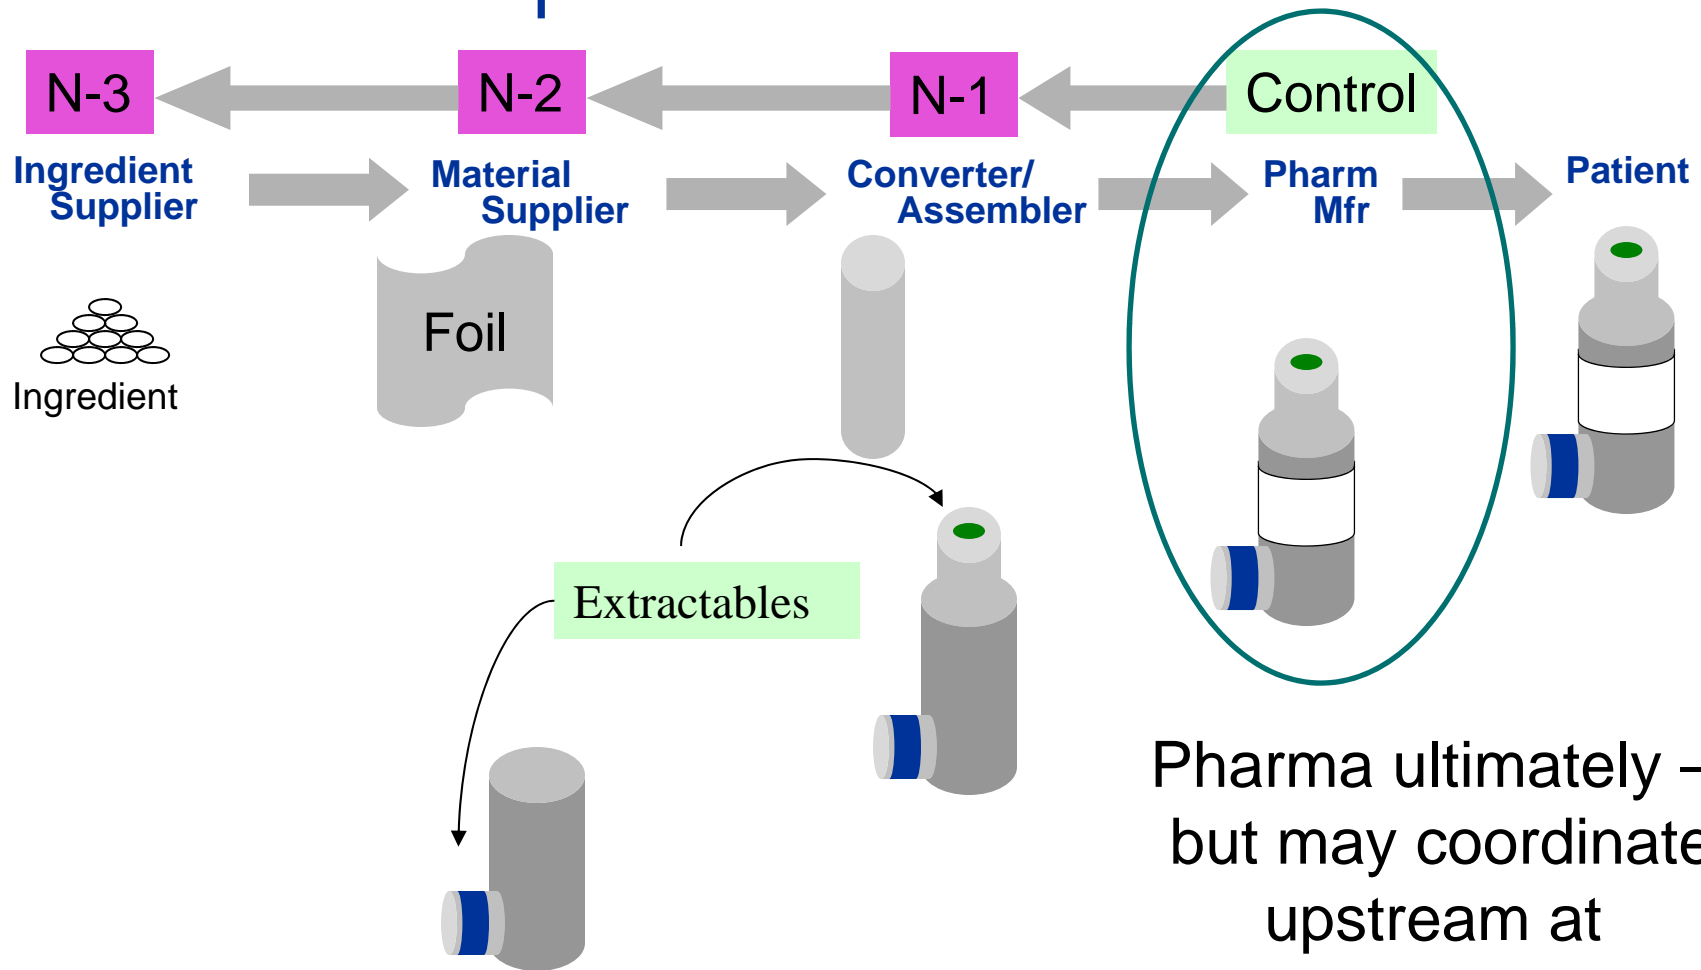 N-3
N-2
N-1
Control
Ingredient
Supplier
Material
Supplier
Converter/
Assembler
Pharm
Mfr
Patient
Foil
Ingredient
Extractables
Pharma ultimately –
but may coordinate
upstream at